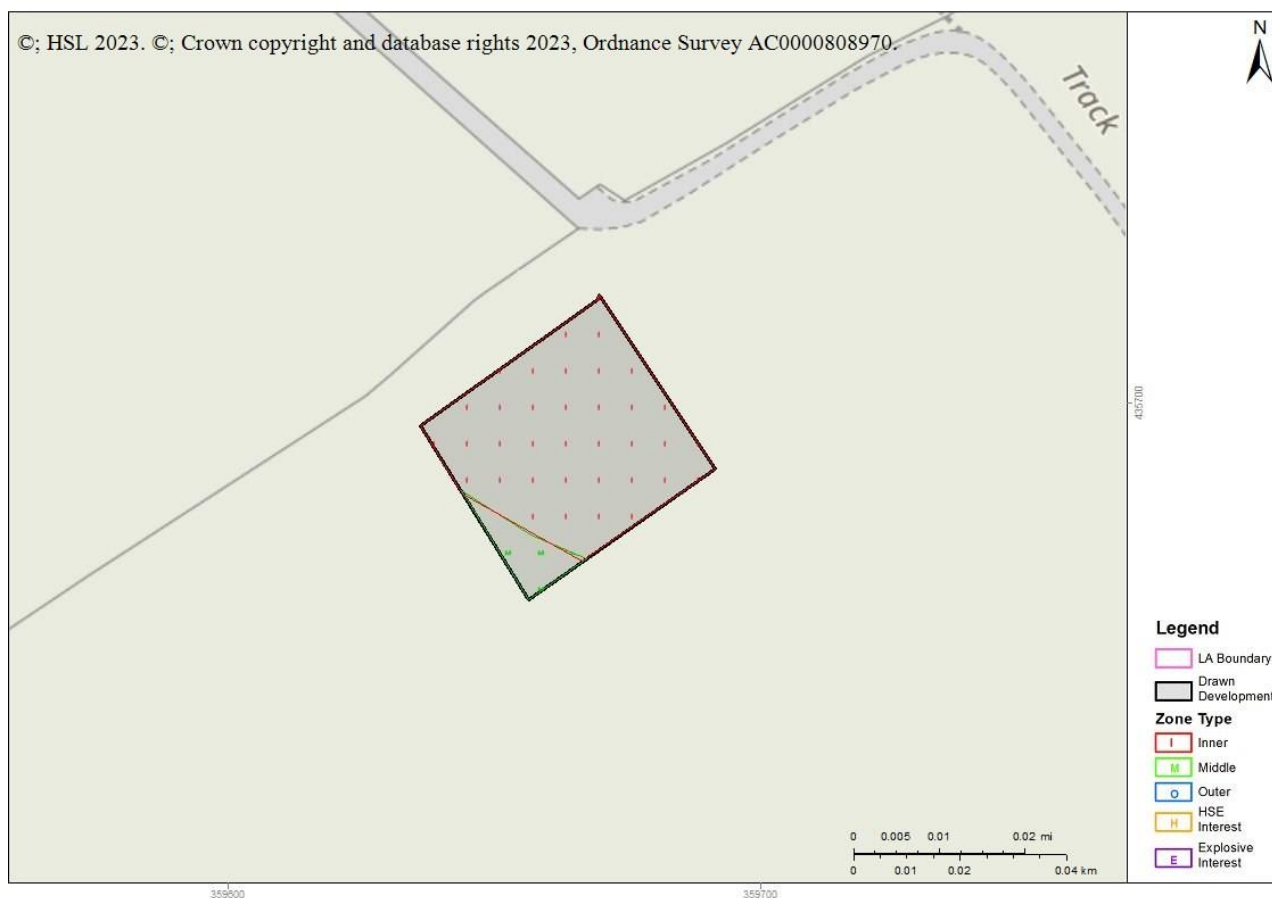 ©; HSL 2023. ©; Crown copyright and database rights 2023, Ordnance Survey AC0000808970.
N
Track
435700
Legend
LA Boundary
Drawn
Development
Zone Type
I Inner
M Middle
O Outer
H HSE
Interest
E Explosive
Interest
0 0.005 0.01 0.02 mi
0 0.01 0.02 0.04 km
359600 359700